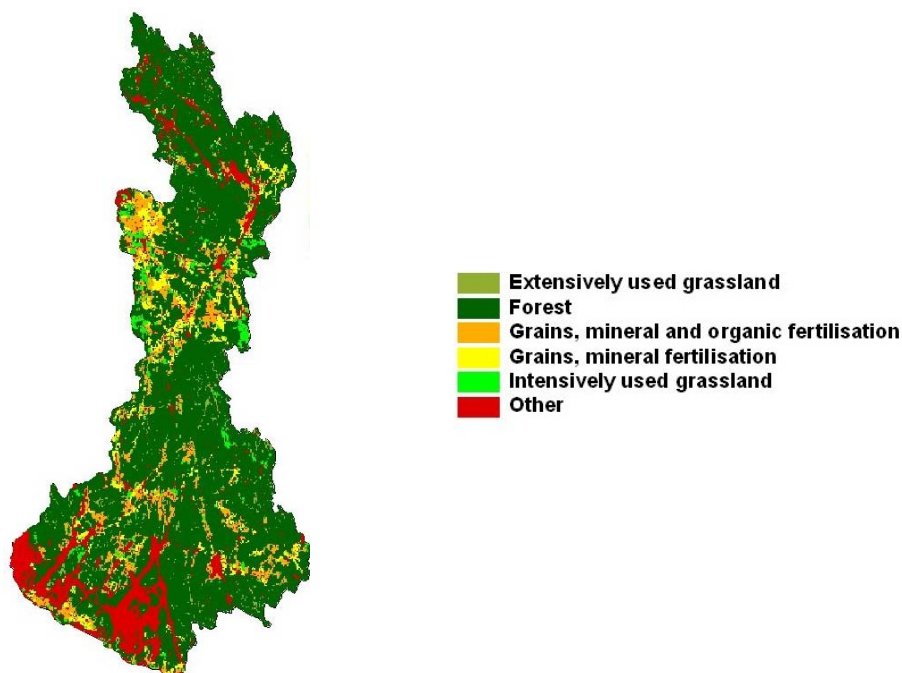 Extensively used grassland
Forest
Grains, mineral and organic fertilisation
Grains, mineral fertilisation
Intensively used grassland
Other